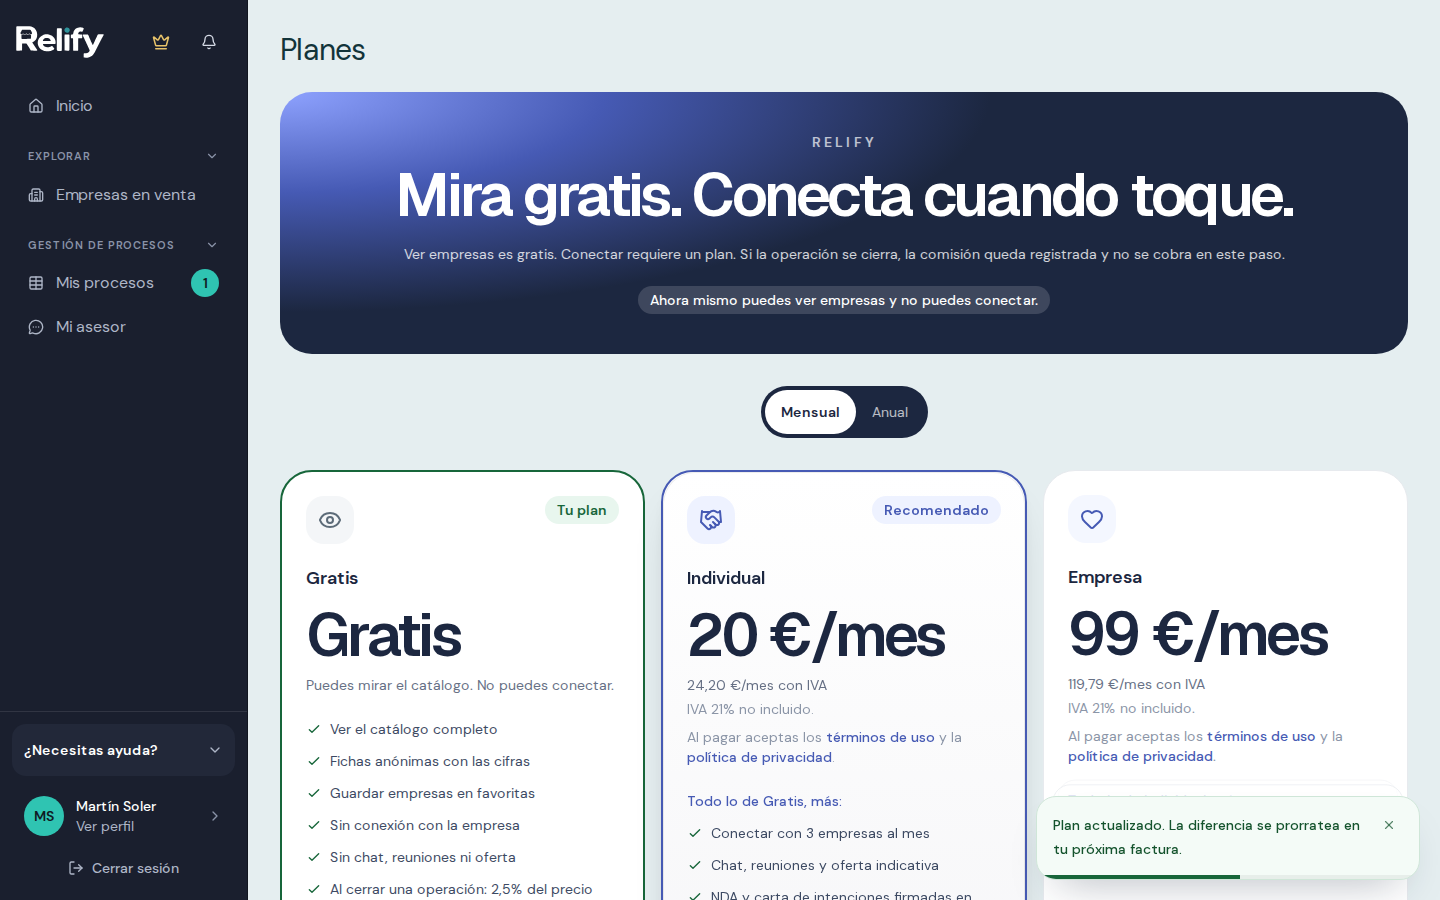 Relify
Inicio
EXPLORAR
Empresas en venta
GESTIÓN DE PROCESOS
Mis procesos
1
Mi asesor
¿Necesitas ayuda?
MS
Martín Soler
Ver perfil
Cerrar sesión
Planes
RELIFY
Mira gratis. Conecta cuando toque.
Ver empresas es gratis. Conectar requiere un plan. Si la operación se cierra, la comisión queda registrada y no se cobra en este paso.
Ahora mismo puedes ver empresas y no puedes conectar.
Mensual
Anual
Tu plan
Gratis
Gratis
Puedes mirar el catálogo. No puedes conectar.
Ver el catálogo completo
Fichas anónimas con las cifras
Guardar empresas en favoritas
Sin conexión con la empresa
Sin chat, reuniones ni oferta
Al cerrar una operación: 2,5% del precio
Recomendado
Individual
20 €/mes
24,20 €/mes con IVA
IVA 21% no incluido.
Al pagar aceptas los términos de uso y la
política de privacidad.
Todo lo de Gratis, más:
Conectar con 3 empresas al mes
Chat, reuniones y oferta indicativa
NDA y carta de intenciones firmadas en
Empresa
99 €/mes
119,79 €/mes con IVA
IVA 21% no incluido.
Al pagar aceptas los términos de uso y la
política de privacidad.
Plan actualizado. La diferencia se prorratea en
tu próxima factura.